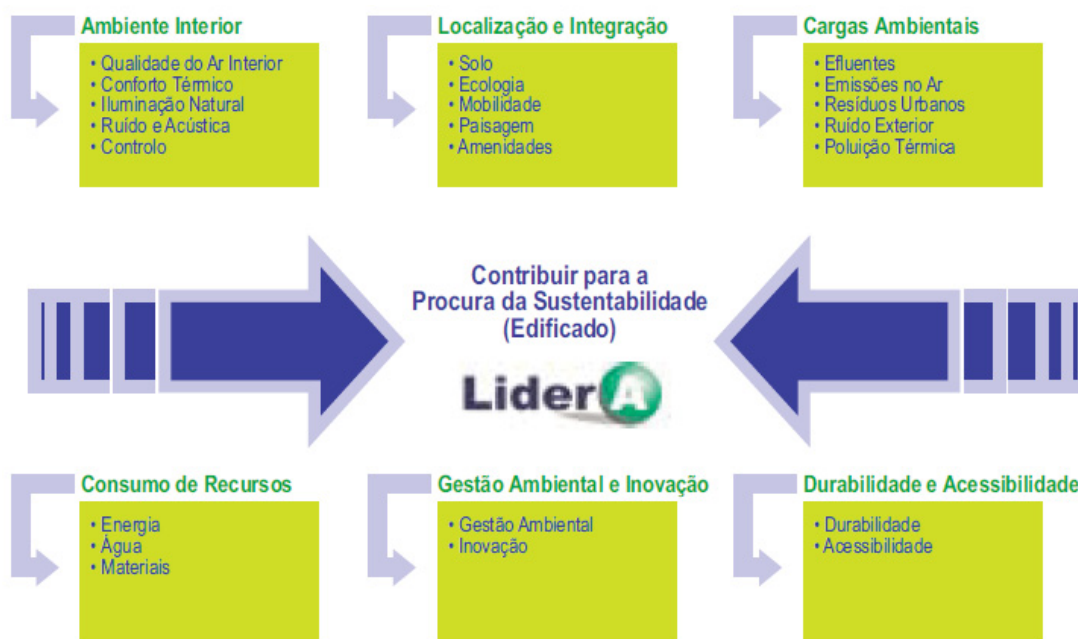 Ambiente Interior
• Qualidade do Ar Interior
• Conforto Térmico
• Iluminação Natural
• Ruído e Acústica
• Controlo
Localização e Integração
• Solo
• Ecologia
• Mobilidade
• Paisagem
• Amenidades
Cargas Ambientais
• Efluentes
• Emissões no Ar
• Resíduos Urbanos
• Ruído Exterior
• Poluição Térmica
Contribuir para a
Procura da Sustentabilidade
(Edificado)
LiderA
Consumo de Recursos
• Energia
• Água
• Materiais
Gestão Ambiental e Inovação
• Gestão Ambiental
• Inovação
Durabilidade e Acessibilidade
• Durabilidade
• Acessibilidade